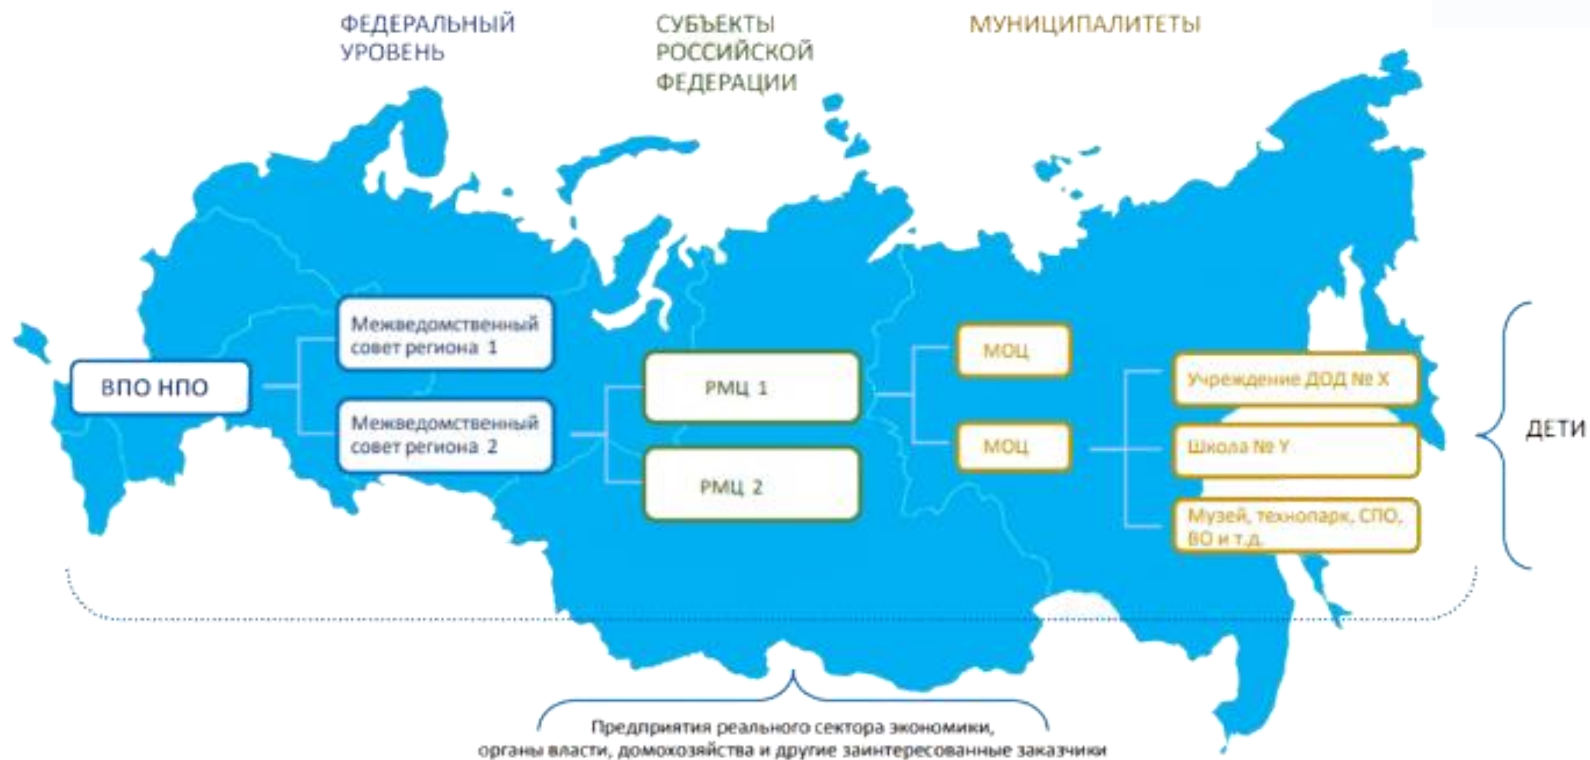 ФЕДЕРАЛЬНЫЙ
УРОВЕНЬ
СУБЪЕКТЫ
РОССИЙСКОЙ
ФЕДЕРАЦИИ
МУНИЦИПАЛИТЕТЫ
ВПО НПО
Межведомственный
совет региона 1
Межведомственный
совет региона 2
РМЦ 1
РМЦ 2
МОЦ
МОЦ
Учреждение ДОД № X
Школа № Y
Музей, технопарк, СПО,
ВО и т.д.
ДЕТИ
Предприятия реального сектора экономики,
органы власти, домохозяйства и другие заинтересованные заказчики